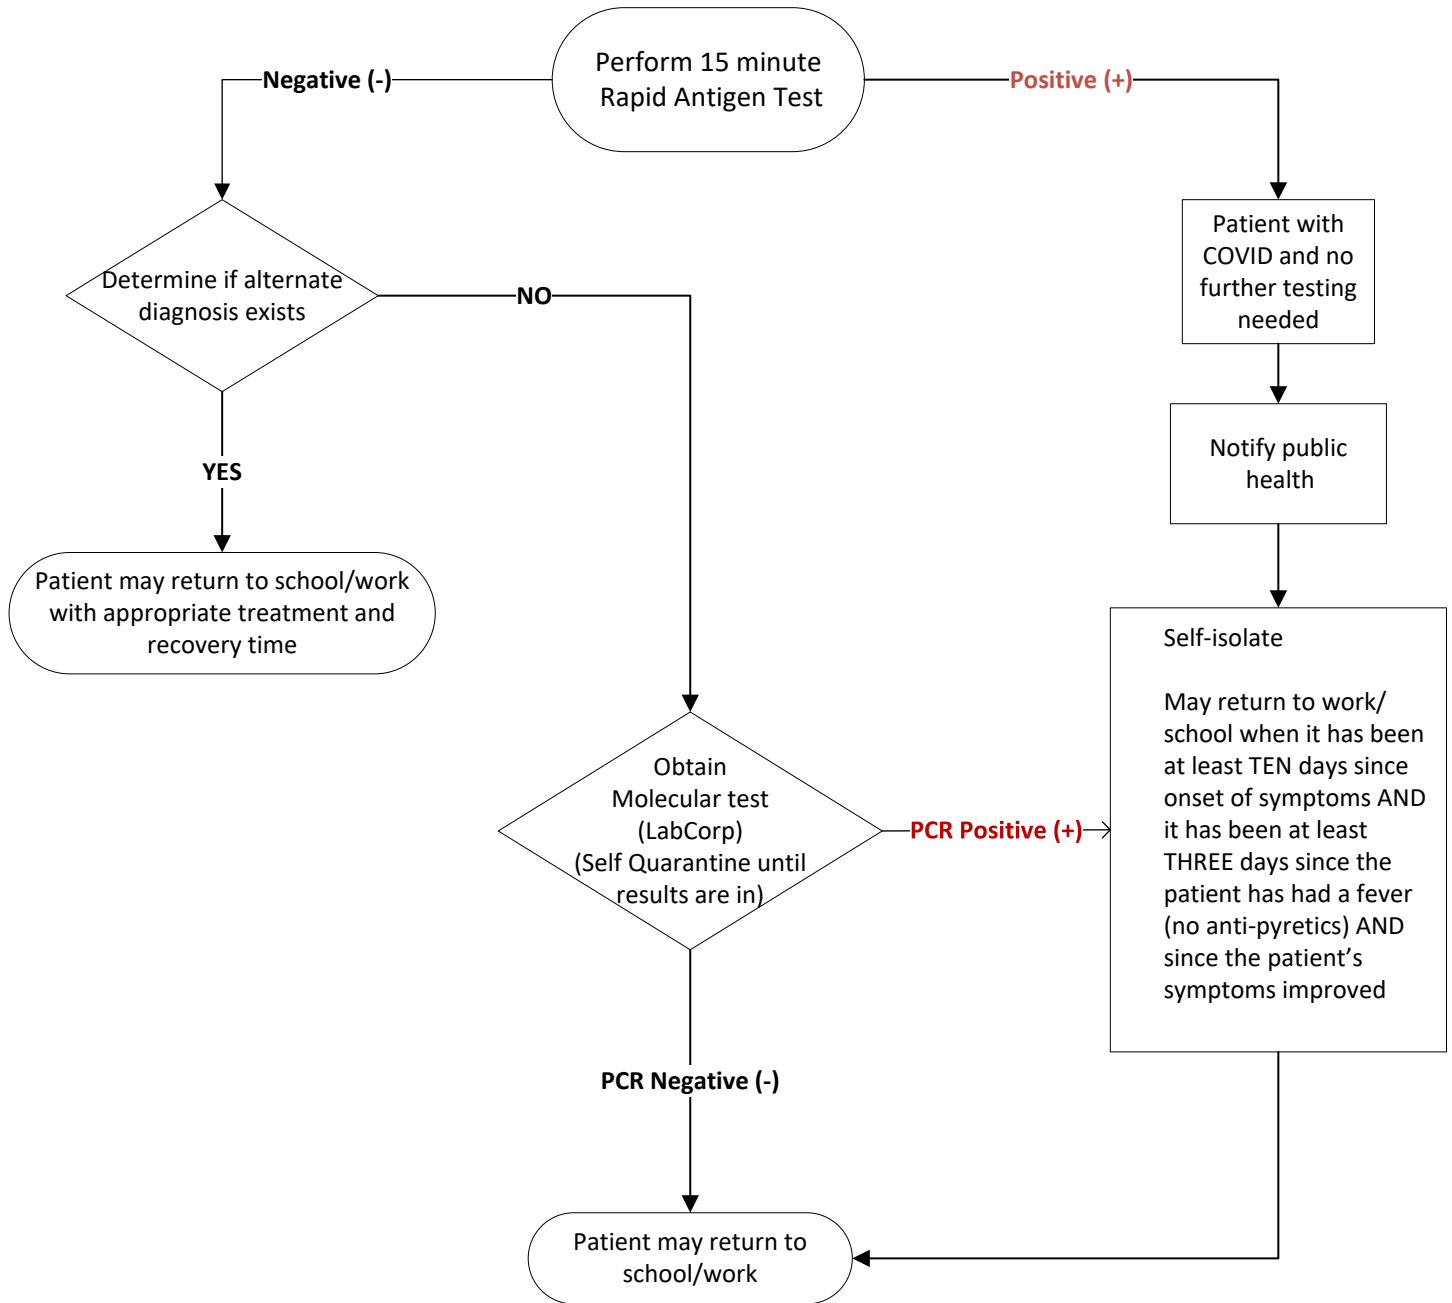 Perform 15 minute
Rapid Antigen Test
Negative (-)
Positive (+)
Determine if alternate
diagnosis exists
NO
YES
Patient may return to school/work
with appropriate treatment and
recovery time
Patient with
COVID and no
further testing
needed
Notify public
health
Self-isolate
May return to work/
school when it has been
at least TEN days since
onset of symptoms AND
it has been at least
THREE days since the
patient has had a fever
(no anti-pyretics) AND
since the patient’s
symptoms improved
Obtain
Molecular test
(LabCorp)
(Self Quarantine until
results are in)
PCR Positive (+)
PCR Negative (-)
Patient may return to
school/work